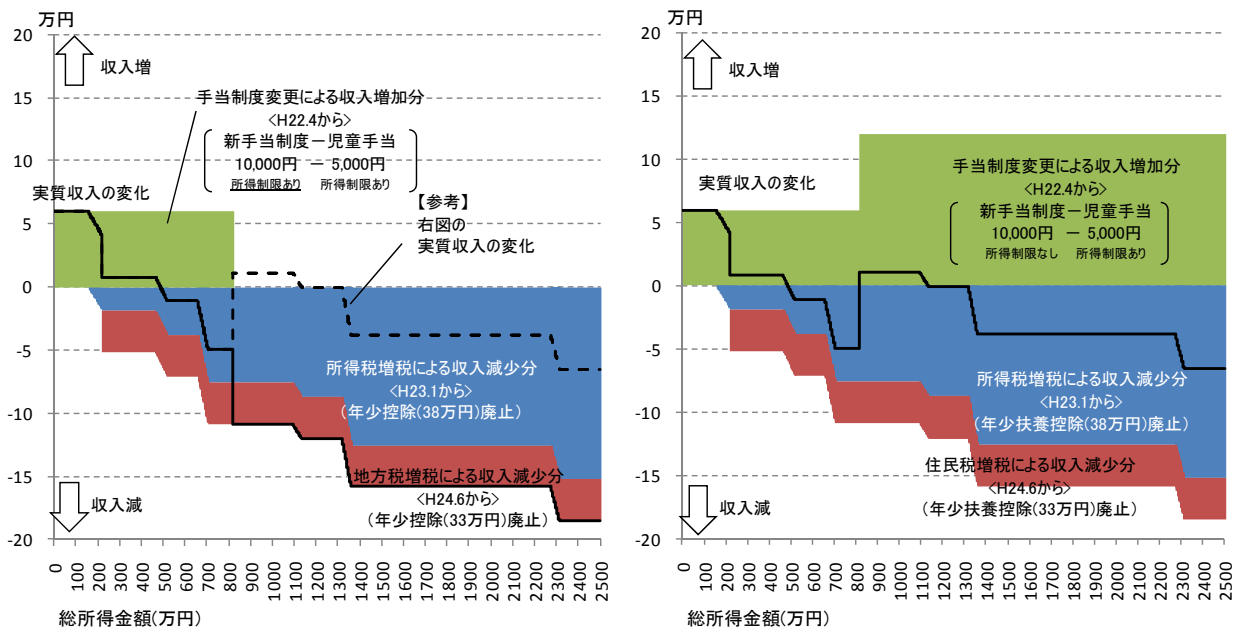 万円
20
15
10
5
0
-5
-10
-15
-20
収入増
手当制度変更による収入増加分
<H22.4から>
新手当制度－児童手当
10,000円 － 5,000円
所得制限あり 所得制限あり
実質収入の変化
【参考】
右図の
実質収入の変化
所得税増税による収入減少分
<H23.1から>
(年少控除(38万円)廃止)
地方税増税による収入減少分
<H24.6から>
(年少控除(33万円)廃止)
収入減
0
100
200
300
400
500
600
700
800
900
1000
1100
1200
1300
1400
1500
1600
1700
1800
1900
2000
2100
2200
2300
2400
2500
総所得金額(万円)
万円
20
15
10
5
0
-5
-10
-15
-20
収入増
実質収入の変化
手当制度変更による収入増加分
<H22.4から>
新手当制度－児童手当
10,000円 － 5,000円
所得制限なし 所得制限あり
所得税増税による収入減少分
<H23.1から>
(年少扶養控除(38万円)廃止)
住民税増税による収入減少分
<H24.6から>
(年少扶養控除(33万円)廃止)
収入減
0
100
200
300
400
500
600
700
800
900
1000
1100
1200
1300
1400
1500
1600
1700
1800
1900
2000
2100
2200
2300
2400
2500
総所得金額(万円)